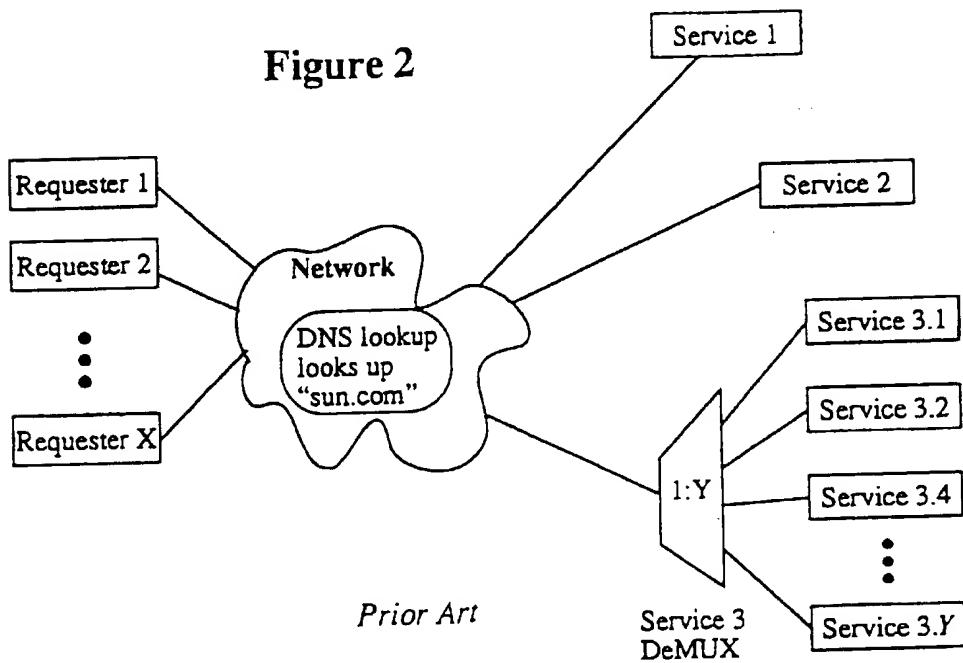 Figure 2
Service 1
Service 2
Requester 1
Requester 2
Requester X
Network
DNS lookup
looks up
“sun.com”
1:Y
Service 3.1
Service 3.2
Service 3.4
Service 3.Y
Service 3
DeMUX
Prior Art